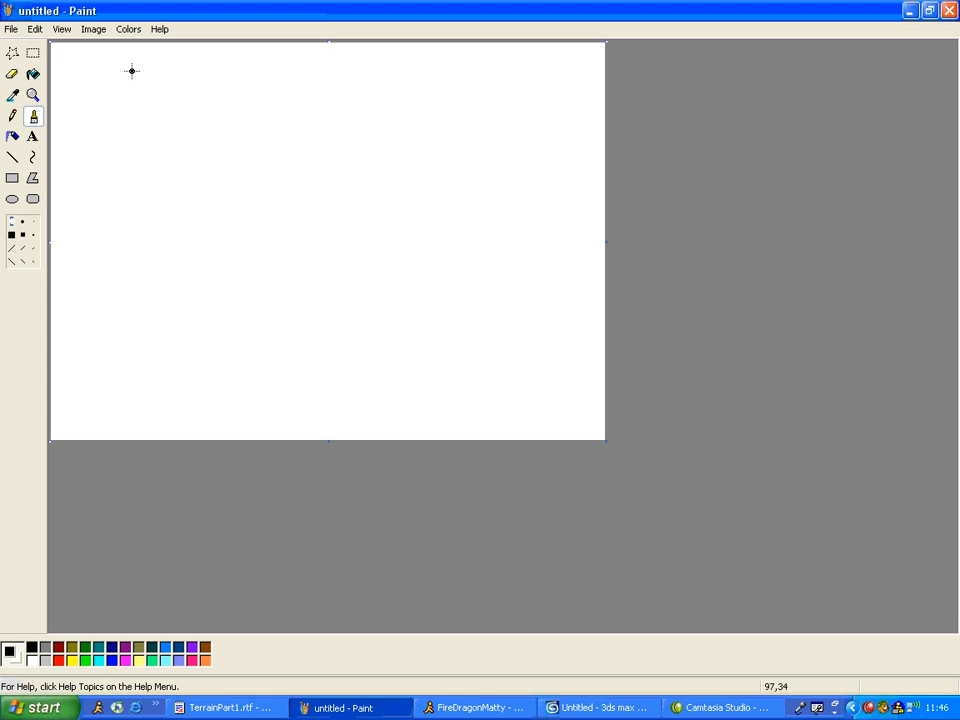 untitled - Paint
File Edit View Image Colors Help
A
For Help, click Help Topics on the Help Menu.
97,34
start
TerrainPart1.rtf - ...
untitled - Paint
FireDragonMatty - ...
Untitled - 3ds max ...
Camtasia Studio - ...
11:46